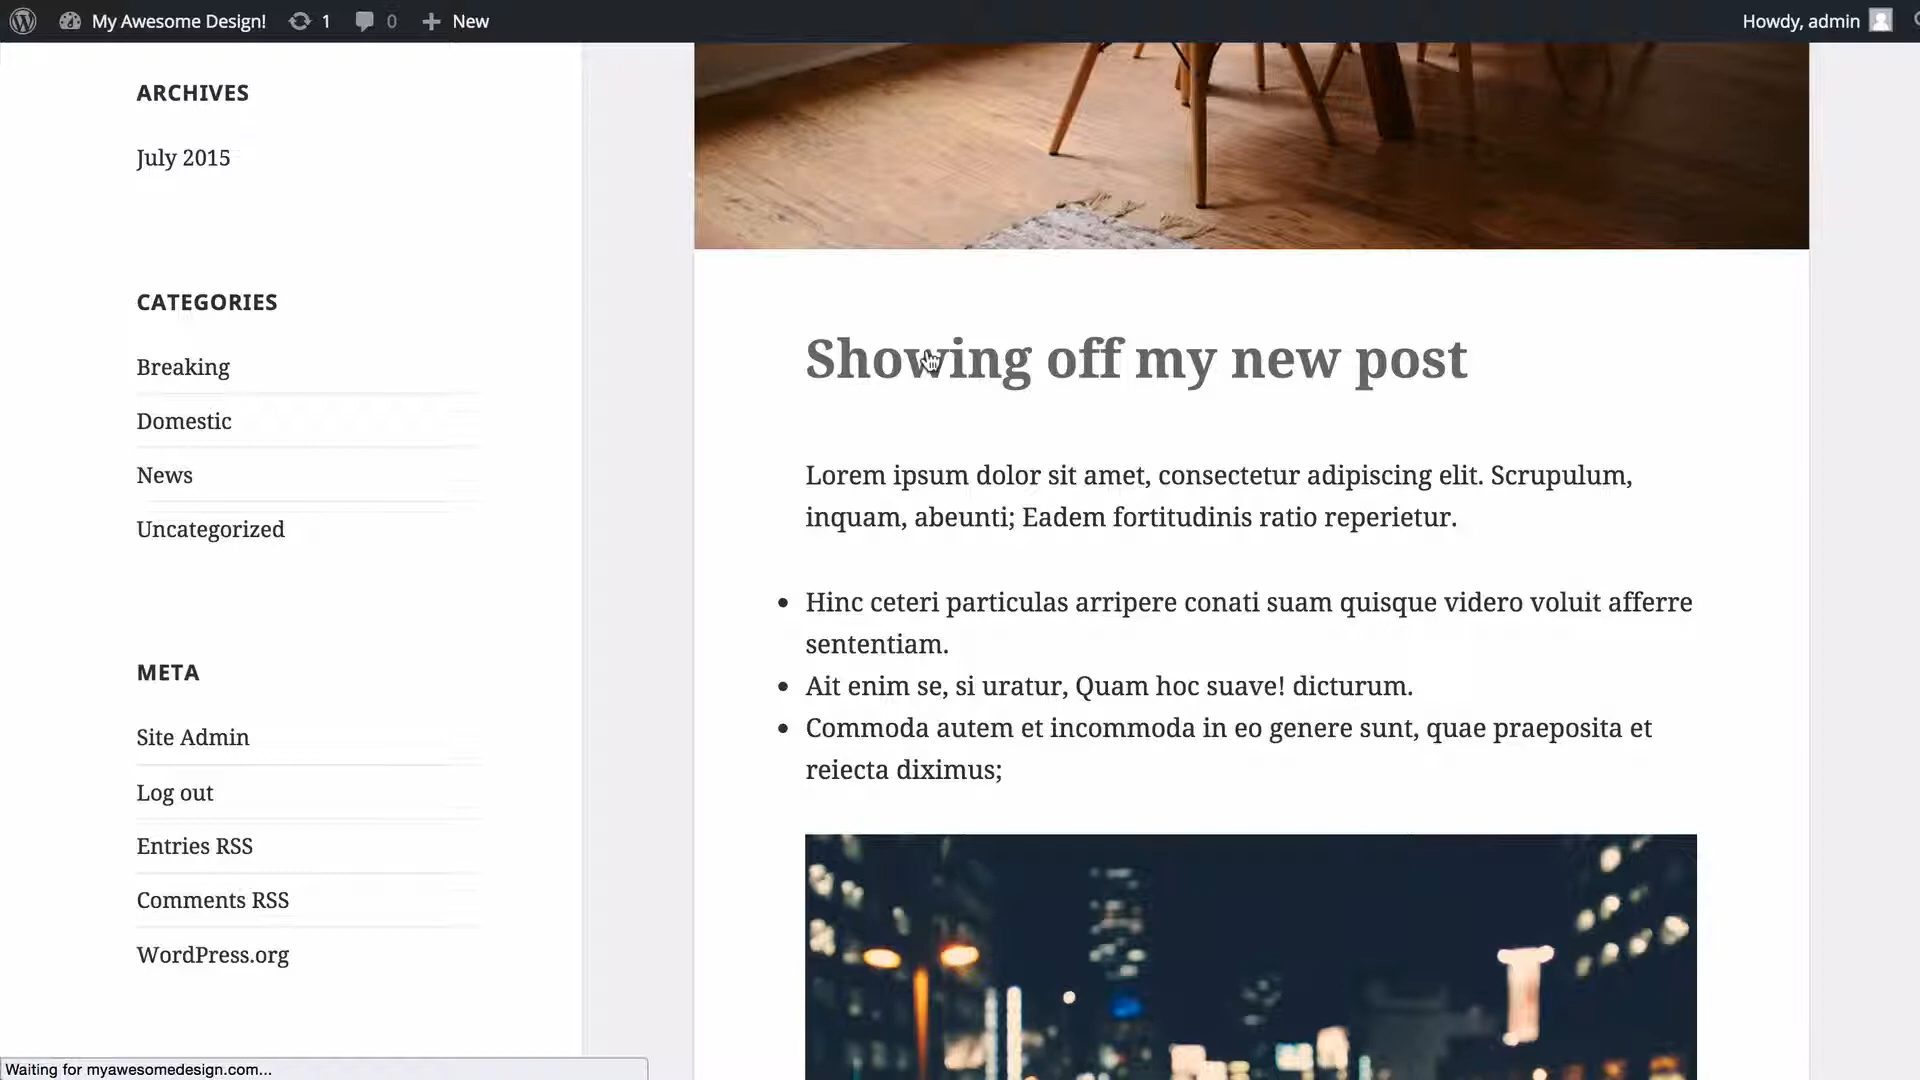 My Awesome Design!
1
0
New
Howdy, admin
ARCHIVES
July 2015
CATEGORIES
Breaking
Domestic
News
Uncategorized
META
Site Admin
Log out
Entries RSS
Comments RSS
WordPress.org
Showing off my new post
Lorem ipsum dolor sit amet, consectetur adipiscing elit. Scrupulum,
inquam, abeunti; Eadem fortitudinis ratio reperietur.
Hinc ceteri particulas arripere conati suam quisque videro voluit afferre
sententiam.
Ait enim se, si uratur, Quam hoc suave! dicturum.
Commoda autem et incommoda in eo genere sunt, quae praeposita et
reiecta diximus;
Waiting for myawesomedesign.com...